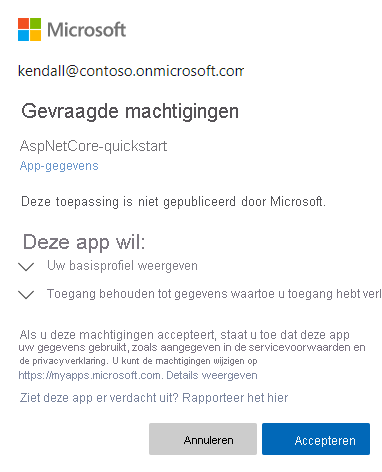 Microsoft
kendall@contoso.onmicrosoft.com
Gevraagde machtigingen
AspNetCore-quickstart
App-gegevens
Deze toepassing is niet gepubliceerd door Microsoft.
Deze app wil:
Uw basisprofiel weergeven
Toegang behouden tot gegevens waartoe u toegang hebt verl
Als u deze machtigingen accepteert, staat u toe dat deze app
uw gegevens gebruikt, zoals aangegeven in de servicevoorwaarden en
de privacyverklaring. U kunt de machtigingen wijzigen op
https://myapps.microsoft.com. Details weergeven
Ziet deze app er verdacht uit? Rapporteer het hier
Annuleren Accepteren